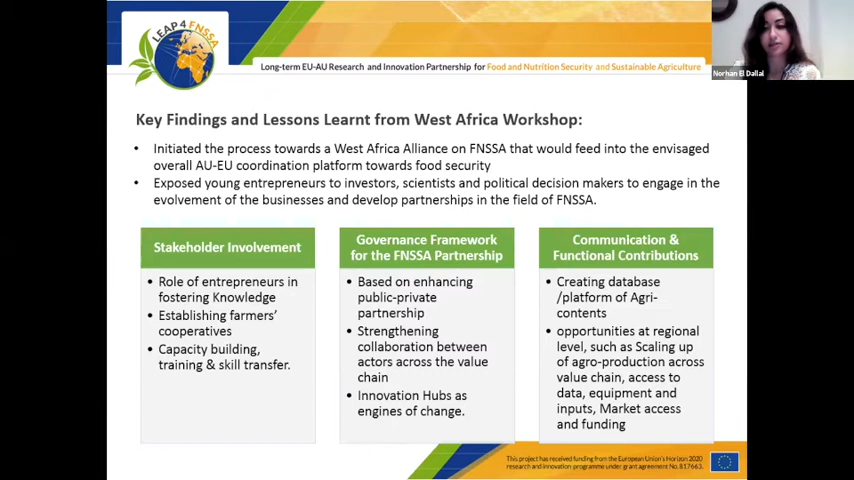 LEAP 4 FNSSA
Long-term EU-AU Research and Innovation Partnership for Food and Nutrition Security and Sustainable Agriculture
Norhan El Dallal
Key Findings and Lessons Learnt from West Africa Workshop:
• Initiated the process towards a West Africa Alliance on FNSSA that would feed into the envisaged
overall AU-EU coordination platform towards food security
• Exposed young entrepreneurs to investors, scientists and political decision makers to engage in the
evolvement of the businesses and develop partnerships in the field of FNSSA.
Stakeholder Involvement
• Role of entrepreneurs in
fostering Knowledge
• Establishing farmers’
cooperatives
• Capacity building,
training & skill transfer.
Governance Framework
for the FNSSA Partnership
• Based on enhancing
public-private
partnership
• Strengthening
collaboration between
actors across the value
chain
• Innovation Hubs as
engines of change.
Communication &
Functional Contributions
• Creating database
/platform of Agri-
contents
• opportunities at regional
level, such as Scaling up
of agro-production across
value chain, access to
data, equipment and
inputs, Market access
and funding
This project has received funding from the European Union's Horizon 2020
research and innovation programme under grant agreement No. 817663.